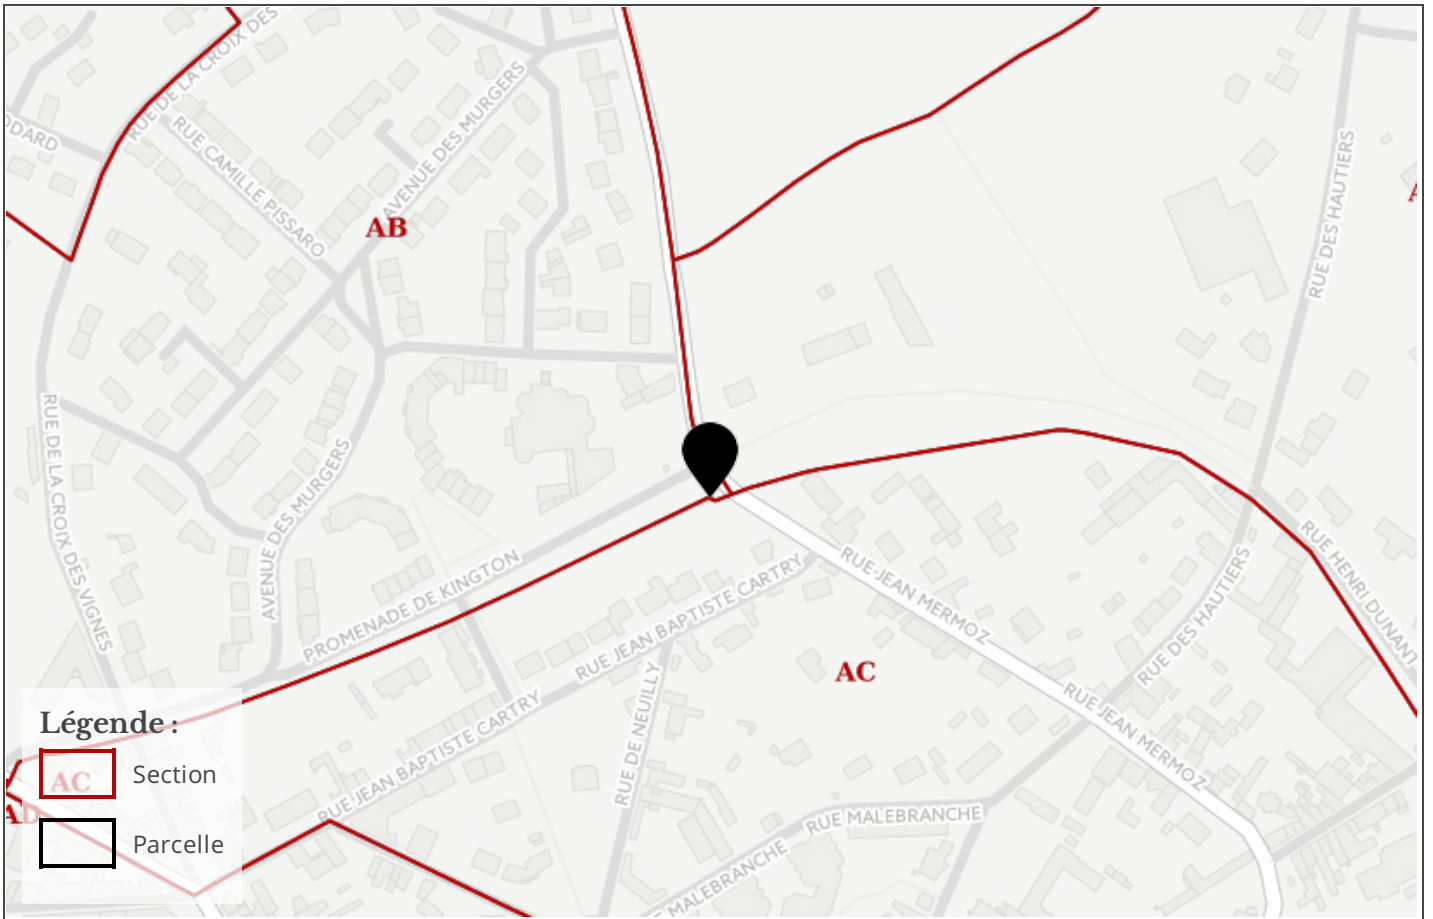 RUE DE LA CROIX DES
ODARD
RUE CAMILLE PISSARO
AVENUE DES MURGERS
AB
RUE DES HAUTIERS
RUE DE LA CROIX DES VIGNES
AVENUE DES MURGERS
PROMENADE DE KINGTON
RUE JEAN BAPTISTE CARTRY
RUE JEAN MERMOZ
RUE HENRI DUNANT
RUE DES HAUTIERS
AC
RUE DE NEUILLY
RUE JEAN BAPTISTE CARTRY
RUE JEAN MERMOZ
RUE MALEBRANCHE
E MALEBRANCHE
Légende :
AC
Section
AD
Parcelle